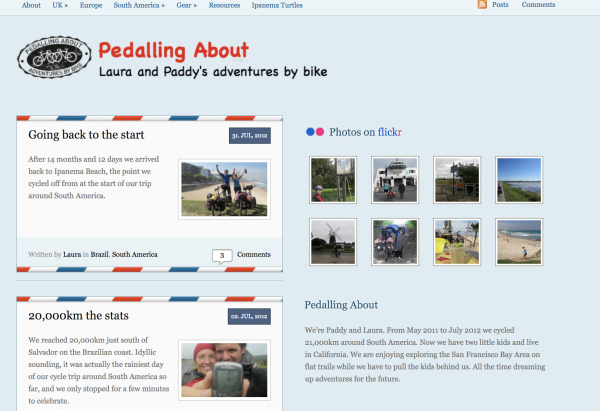 About UK » Europe South America » Gear » Resources Ipanema Turtles Posts Comments
PEDALLING ABOUT
ADVENTURES BY BIKE
Pedalling About
Laura and Paddy's adventures by bike
Going back to the start
31. JUL, 2012
After 14 months and 12 days we arrived
back to Ipanema Beach, the point we
cycled off from at the start of our trip
around South America.
Written by Laura in Brazil, South America
3 Comments
20,000km the stats
02. JUL, 2012
We reached 20,000km just south of
Salvador on the Brazilian coast. Idyllic
sounding, it was actually the rainiest day
of our cycle trip around South America so
far, and we only stopped for a few minutes
to celebrate.
Photos on flickr
Pedalling About
We're Paddy and Laura. From May 2011 to July 2012 we cycled
21,000km around South America. Now we have two little kids and live
in California. We are enjoying exploring the San Francisco Bay Area on
flat trails while we have to pull the kids behind us. All the time dreaming
up adventures for the future.